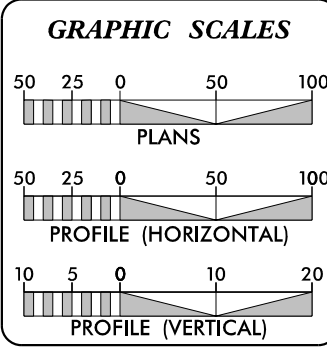 GRAPHIC SCALES
50 25 0 50 100
PLANS
50 25 0 50 100
PROFILE (HORIZONTAL)
10 5 0 10 20
PROFILE (VERTICAL)